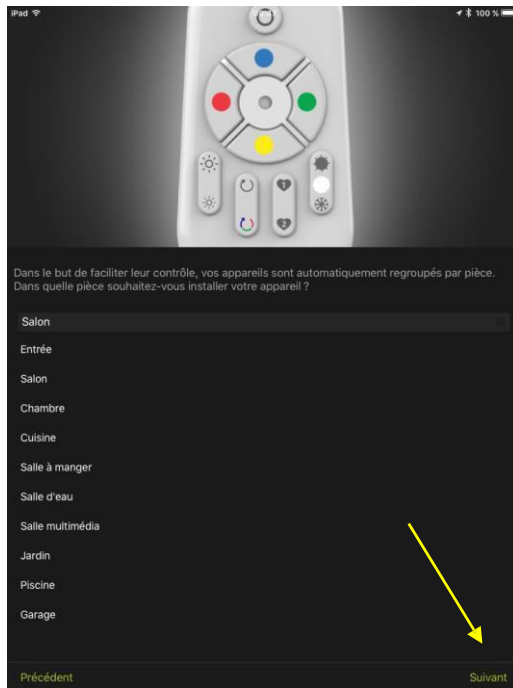 iPad
100 %
1
2
Dans le but de faciliter leur contrôle, vos appareils sont automatiquement regroupés par pièce.
Dans quelle pièce souhaitez-vous installer votre appareil ?
Salon
Entrée
Salon
Chambre
Cuisine
Salle à manger
Salle d'eau
Salle multimédia
Jardin
Piscine
Garage
Précédent Suivant